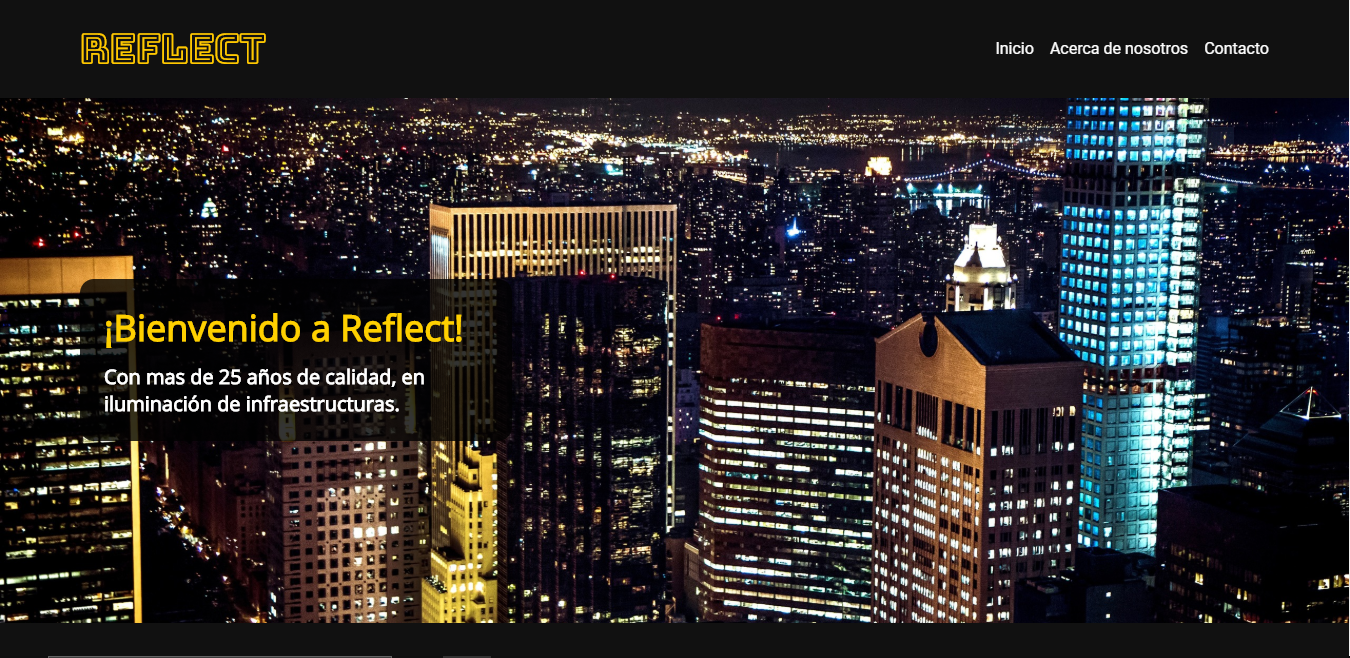 REFLECT
Inicio Acerca de nosotros Contacto
¡Bienvenido a Reflect!
Con mas de 25 años de calidad, en
iluminación de infraestructuras.